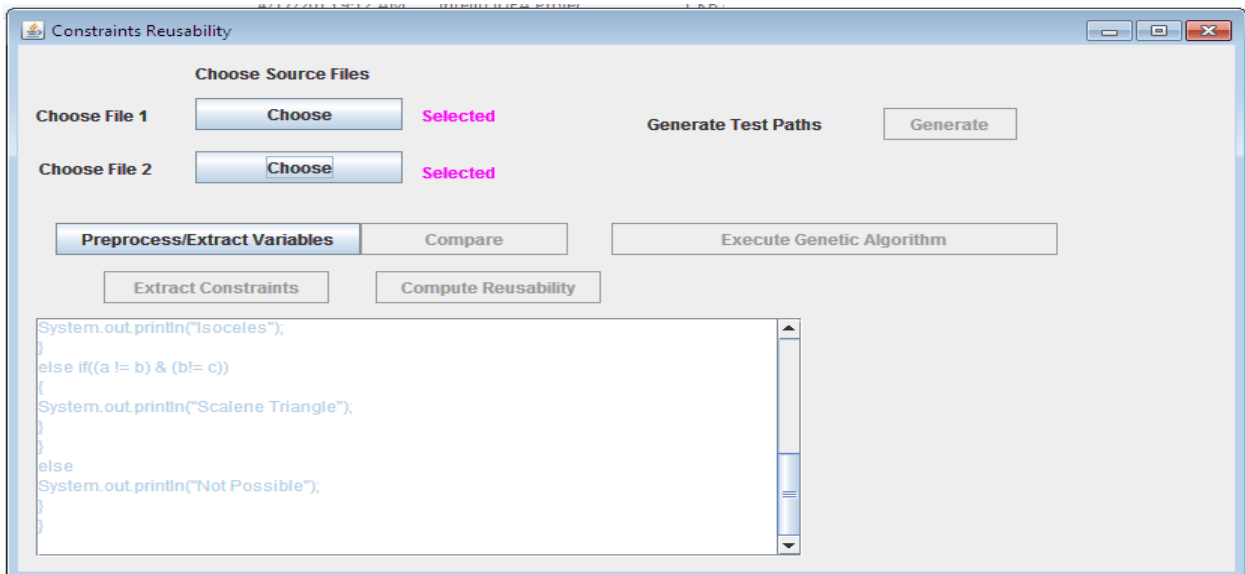 Constraints Reusability
Choose Source Files
Choose File 1 Choose Selected
Generate Test Paths Generate
Choose File 2 Choose Selected
Preprocess/Extract Variables Compare Execute Genetic Algorithm
Extract Constraints Compute Reusability
System.out.println("Isoceles");
}
else if((a != b) & (b!= c))
{
System.out.println("Scalene Triangle");
}
}
else
System.out.println("Not Possible");
}
}